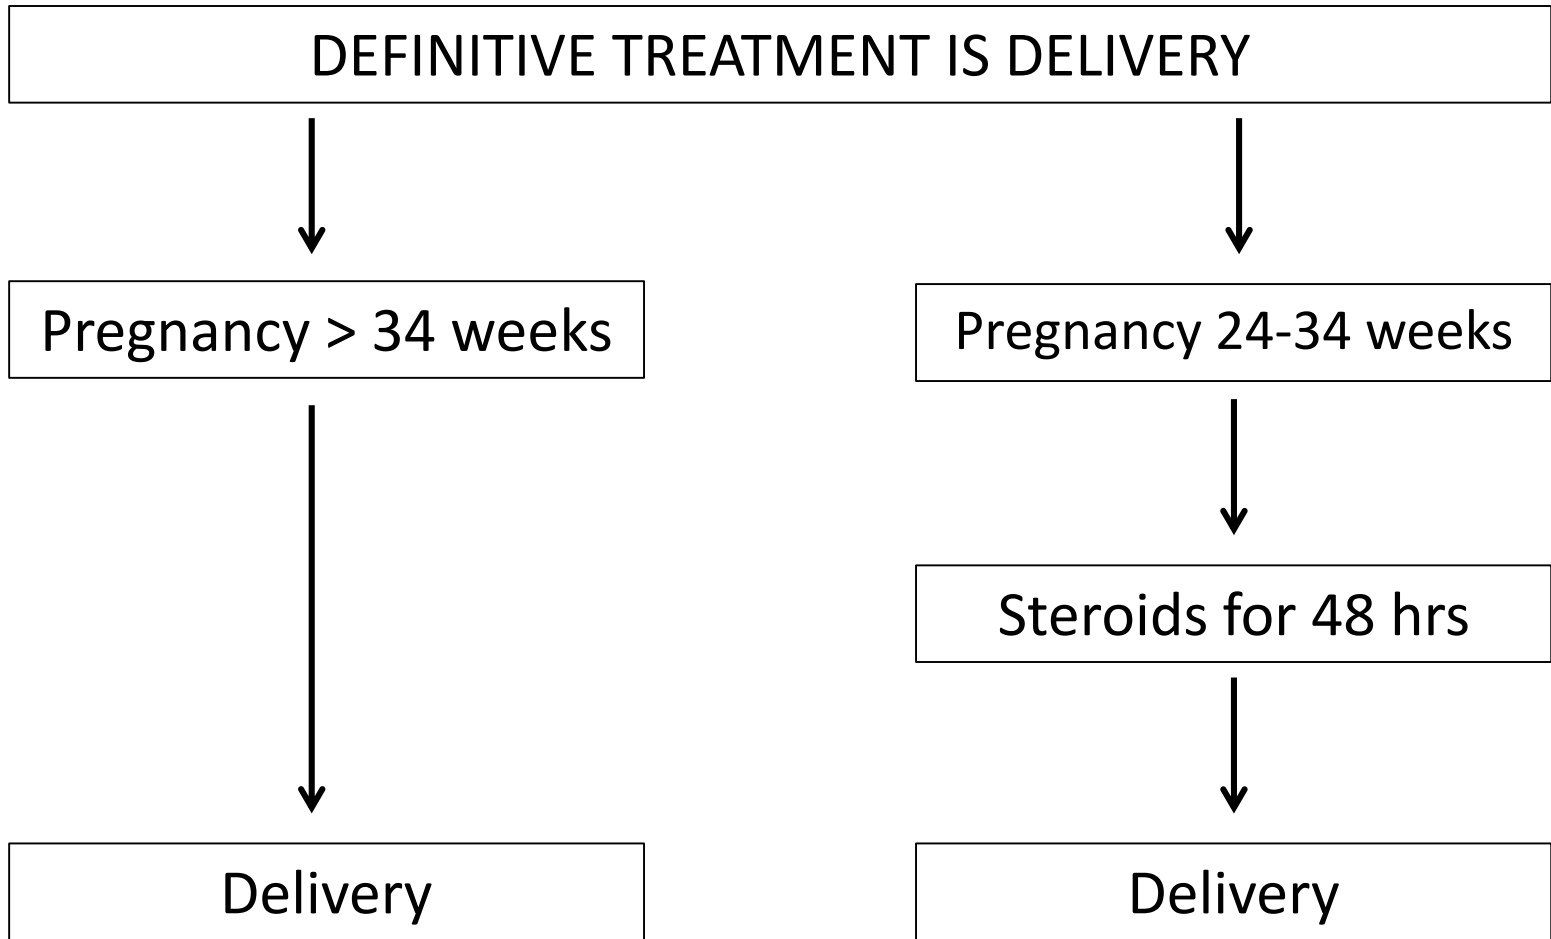 DEFINITIVE TREATMENT IS DELIVERY
Pregnancy > 34 weeks
Pregnancy 24-34 weeks
Steroids for 48 hrs
Delivery
Delivery